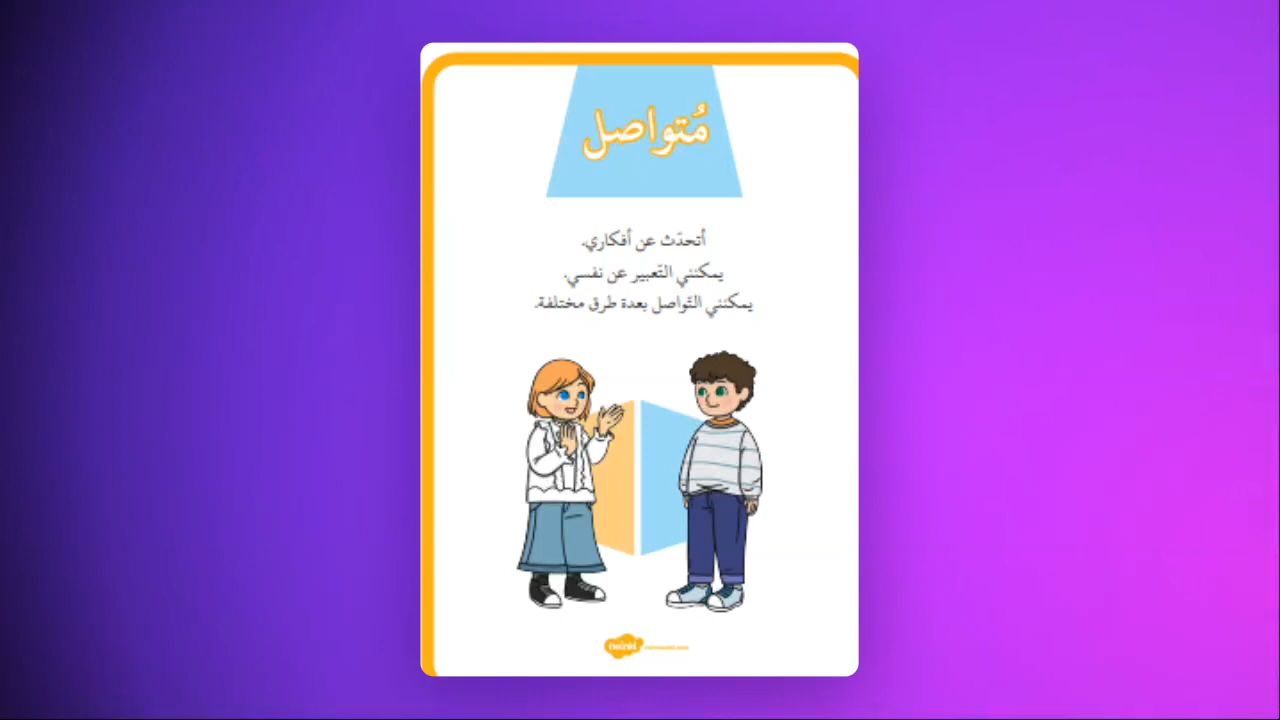 مُتواصل
أتحدّث عن أفكاري.
يمكنني التّعبير عن نفسي.
يمكنني التّواصل بعدة طرق مختلفة.
twinkl